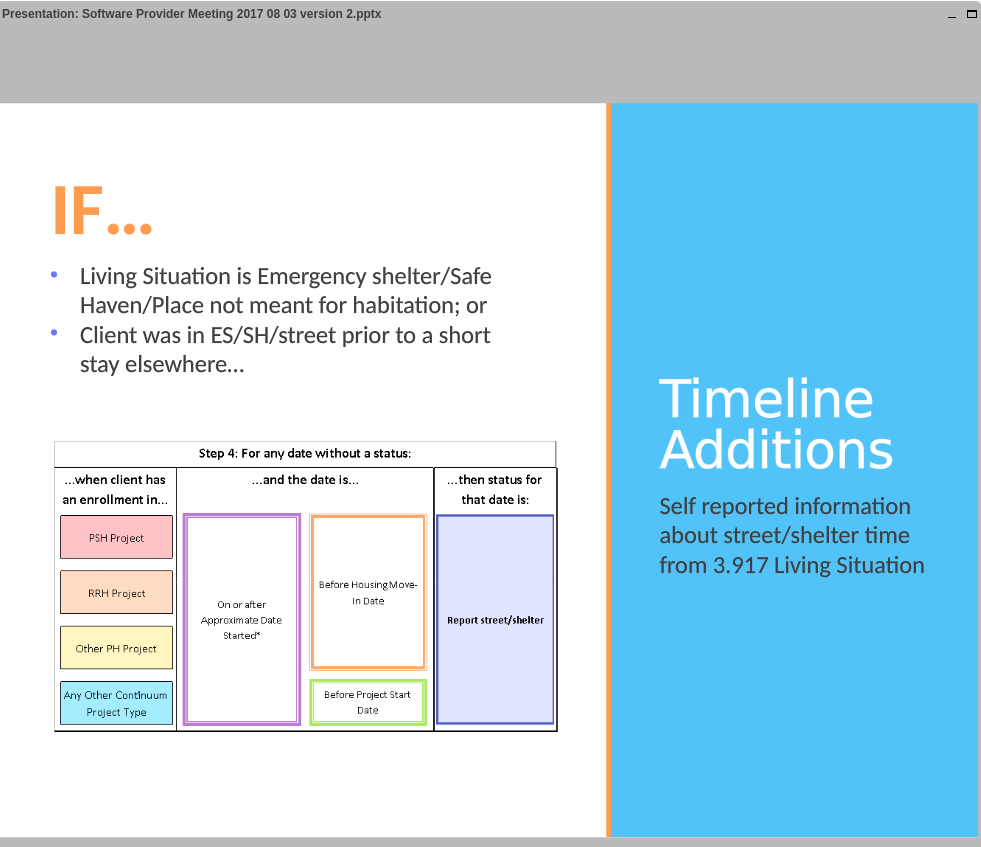 Presentation: Software Provider Meeting 2017 08 03 version 2.pptx
IF...
• Living Situation is Emergency shelter/Safe
Haven/Place not meant for habitation; or
• Client was in ES/SH/street prior to a short
stay elsewhere...
Step 4: For any date without a status:
...when client has
an enrollment in...
...and the date is...
...then status for
that date is:
PSH Project
RRH Project
Other PH Project
Any Other Continuum
Project Type
On or after
Approximate Date
Started*
Before Housing Move-
In Date
Before Project Start
Date
Report street/shelter
Timeline
Additions
Self reported information
about street/shelter time
from 3.917 Living Situation